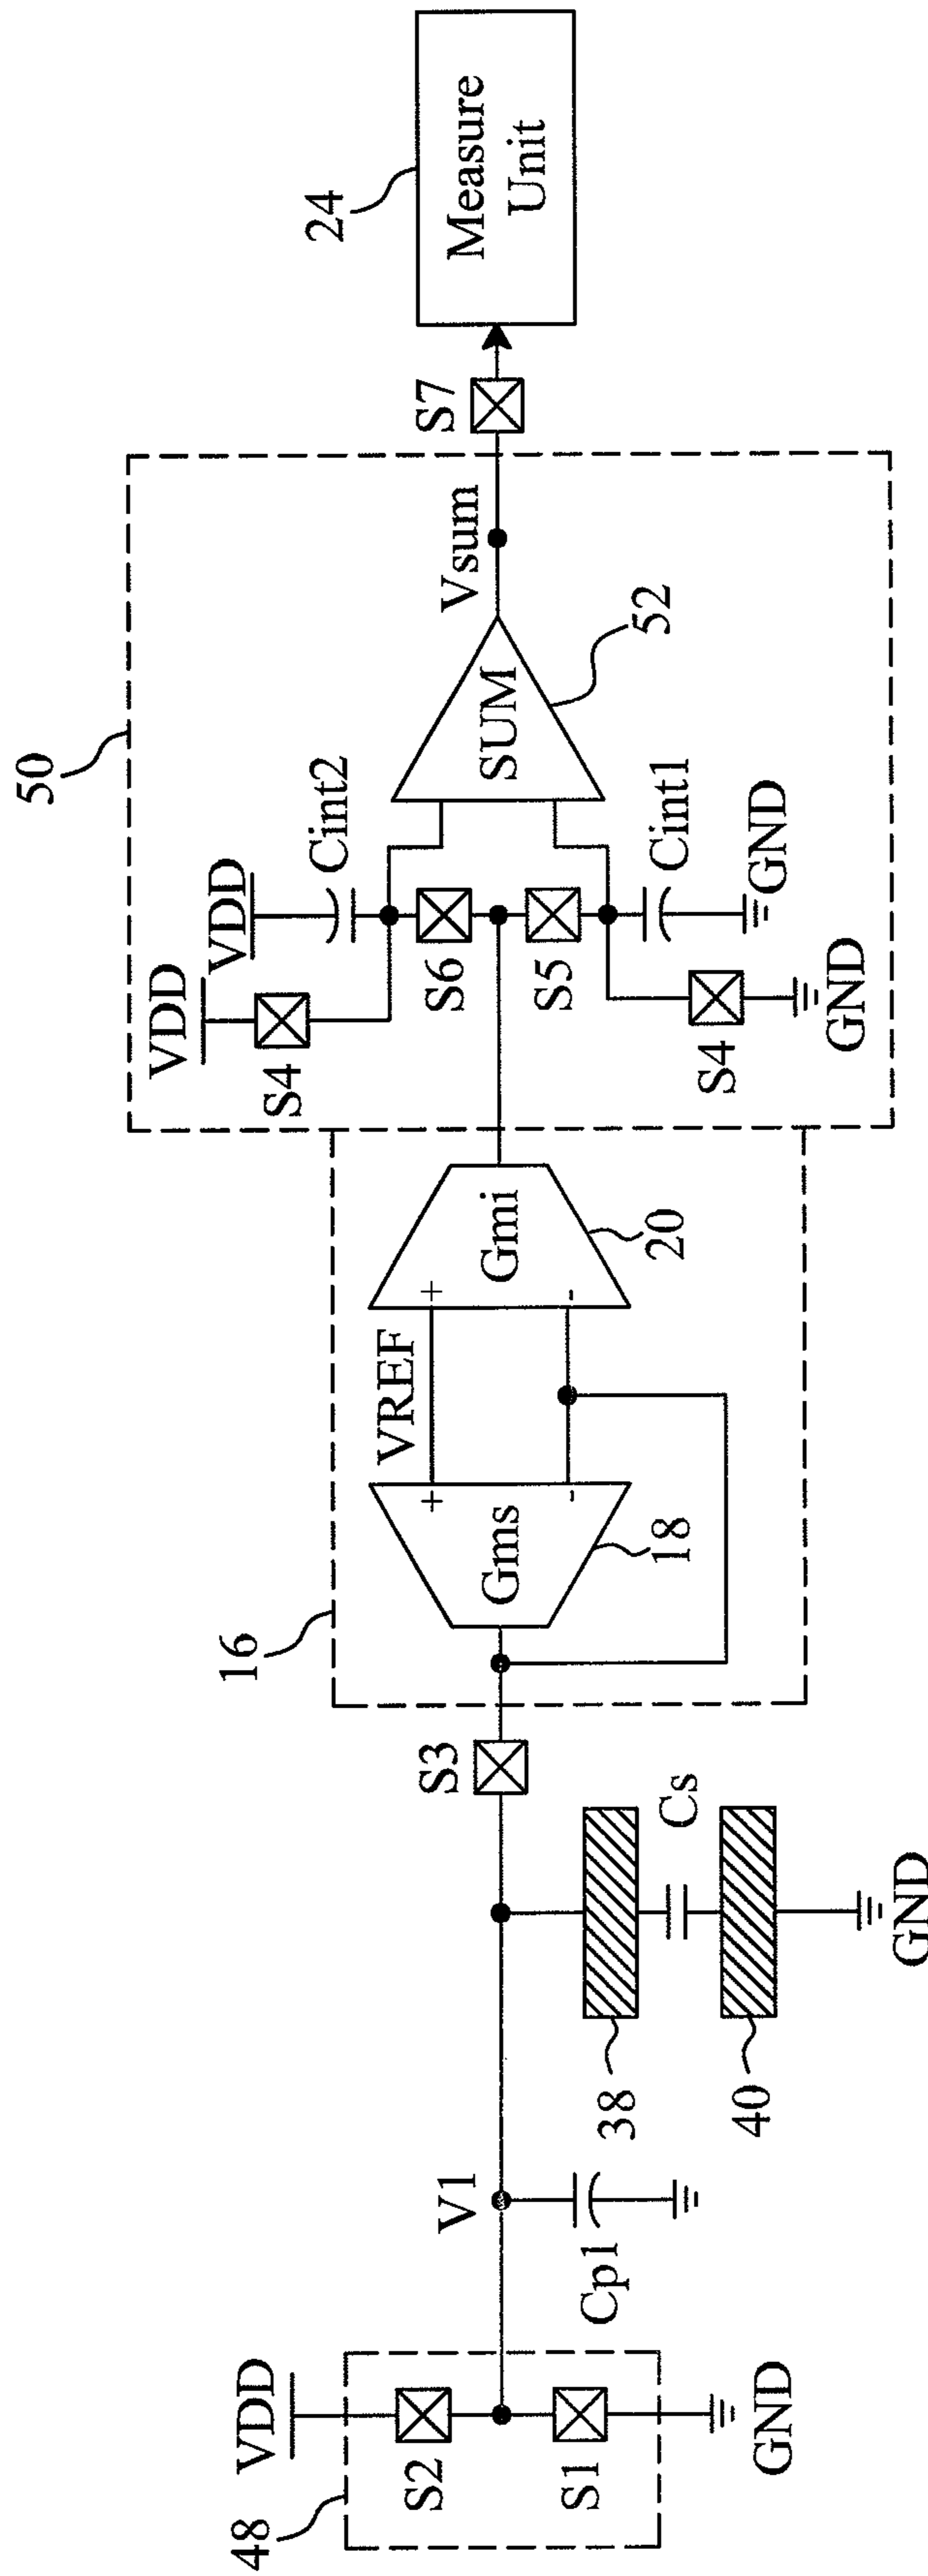 48
VDD
S2
S1
GND
V1
Cp1
38
40
Cs
GND
S3
16
Gms
+
-
18
VREF
Gmi
+
-
20
50
VDD
S4
VDD
Cint2
S6
S5
Cint1
GND
S4
GND
SUM
52
Vsum
S7
24
Measure
Unit